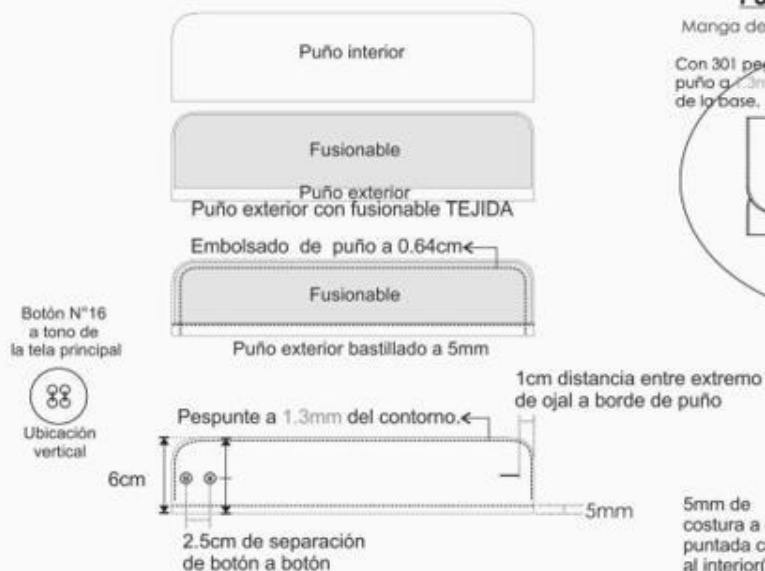 Puño interior
Fusionable
Puño exterior
Puño exterior con fusionable TEJIDA
Embolsado de puño a 0.64cm
Fusionable
Puño exterior bastillado a 5mm
Botón N°16
a tono de
la tela principal
Ubicación
vertical
Pespunte a 1.3mm del contorno.
1cm distancia entre extremo
de ojal a borde de puño
6cm
5mm
2.5cm de separación
de botón a botón
Manga de
Con 301
puño a
de la base,
5mm de
costura a
puntada